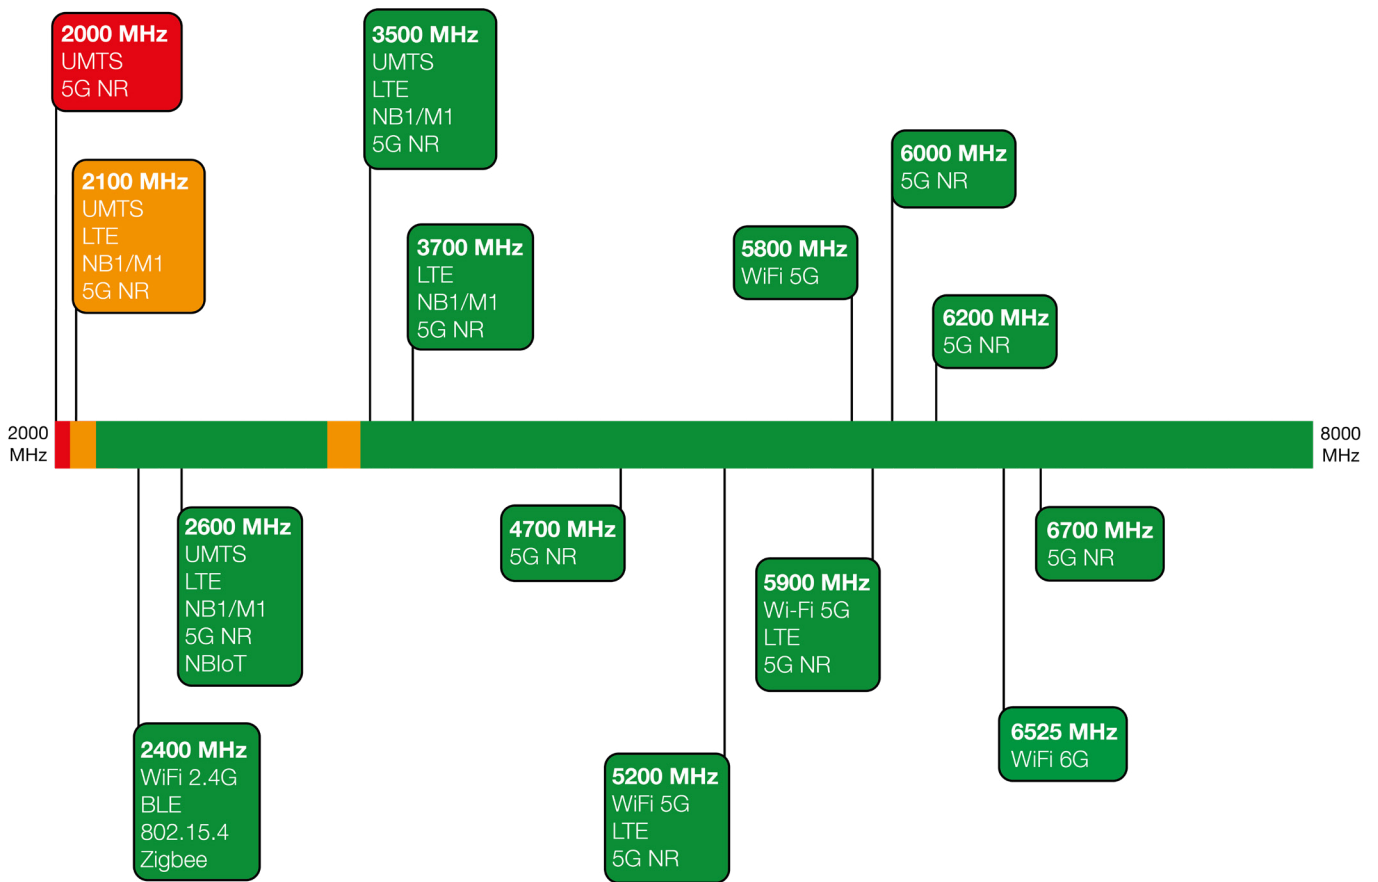 2000 MHz
UMTS
5G NR
3500 MHz
UMTS
LTE
NB1/M1
5G NR
6000 MHz
5G NR
2100 MHz
UMTS
LTE
NB1/M1
5G NR
3700 MHz
LTE
NB1/M1
5G NR
5800 MHz
WiFi 5G
6200 MHz
5G NR
2000
MHz
8000
MHz
2600 MHz
UMTS
LTE
NB1/M1
5G NR
NBIoT
4700 MHz
5G NR
6700 MHz
5G NR
5900 MHz
Wi-Fi 5G
LTE
5G NR
2400 MHz
WiFi 2.4G
BLE
802.15.4
Zigbee
5200 MHz
WiFi 5G
LTE
5G NR
6525 MHz
WiFi 6G